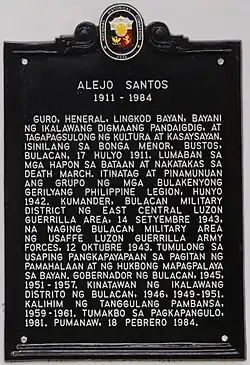 ALEJO SANTOS
1911 - 1984
GURO, HENERAL, LINGKOD BAYAN, BAYANI
NG IKALAWANG DIGMAANG PANDAIGDIG, AT
TAGAPAGSULONG NG KULTURA AT KASAYSAYAN.
ISINILANG SA BONGA MENOR, BUSTOS,
BULACAN, 17 HULYO 1911. LUMABAN SA
MGA HAPON SA BATAAN AT NAKATAKAS SA
DEATH MARCH. ITINATAG AT PINAMUNUAN
ANG GRUPO NG MGA BULAKENYONG
GERILYA PHILIPPINE LEGION, HUNYO
1942. KUMANDER, BULACAN MILITARY
DISTRICT NG EAST CENTRAL LUZON
GUERRILLA AREA, 14 SETYEMBRE 1943,
NA NAGING BULACAN MILITARY AREA
NG USAFFE LUZON GUERRILLA ARMY
FORCES, 12 OKTUBRE 1943. TUMULONG SA
USAPING PANGKAPAYAPAAN SA PAGITAN NG
PAMAHALAAN AT NG HUKBONG MAPAGPALAYA
SA BAYAN. GOBERNADOR NG BULACAN, 1945,
1951-1957. KINATAWAN NG IKALAWANG
DISTRITO NG BULACAN, 1946, 1949-1951.
KALIHIM NG TANGGULANG PAMBANSA,
1959-1961. TUMAKBO SA PAGKAPANGULO,
1981. PUMANAW, 18 PEBRERO 1984.